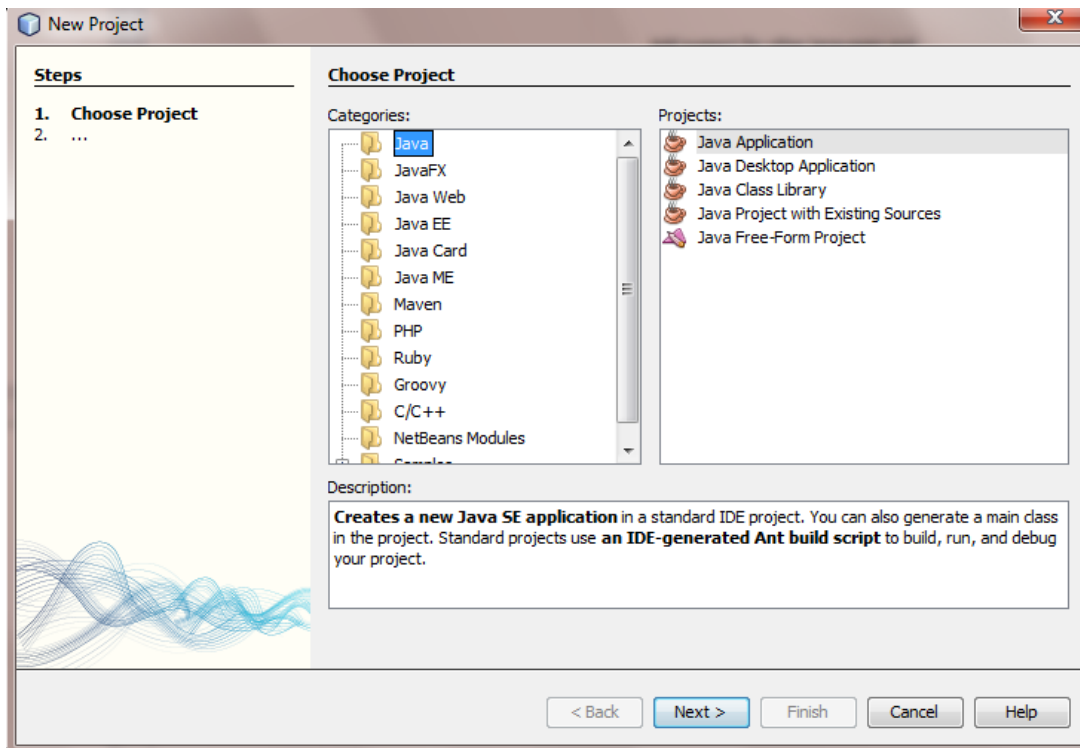 New Project
Steps
1. Choose Project
2. ...
Choose Project
Categories:
Java
JavaFX
Java Web
Java EE
Java Card
Java ME
Maven
PHP
Ruby
Groovy
C/C++
NetBeans Modules
Projects:
Java Application
Java Desktop Application
Java Class Library
Java Project with Existing Sources
Java Free-Form Project
Description:
Creates a new Java SE application in a standard IDE project. You can also generate a main class
in the project. Standard projects use an IDE-generated Ant build script to build, run, and debug
your project.
< Back
Next >
Finish
Cancel
Help